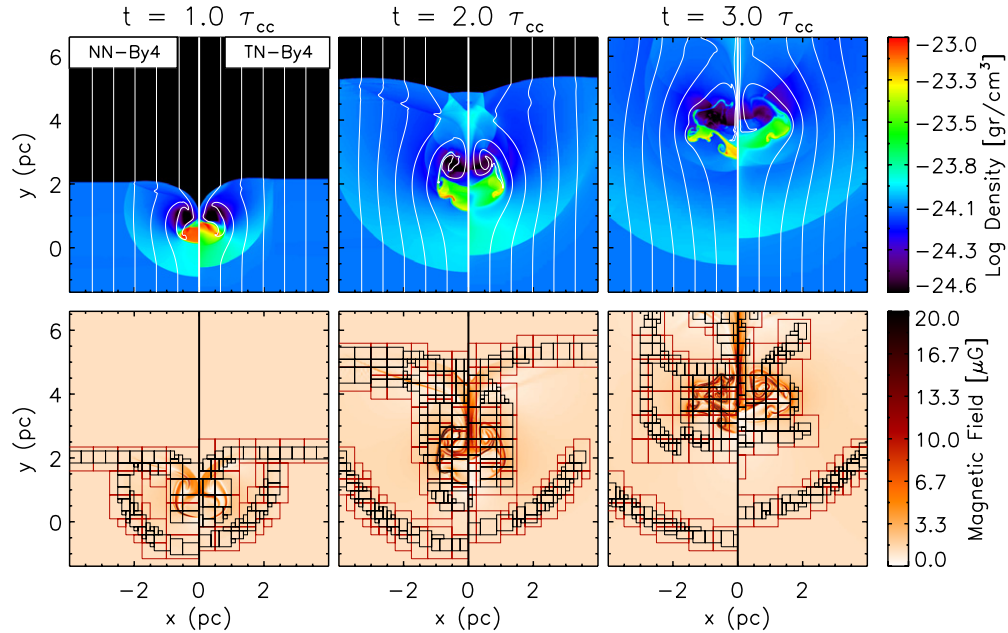 t = 1.0 τcc
t = 2.0 τcc
t = 3.0 τcc
NN−By4
TN−By4
6
4
2
0
y (pc)
−23.0
−23.3
−23.5
−23.8
−24.1
−24.3
−24.6
Log Density [gr/cm³]
6
4
2
0
y (pc)
20.0
16.7
13.3
10.0
6.7
3.3
0.0
Magnetic Field [μG]
−2 0 2
−2 0 2
−2 0 2
x (pc)
x (pc)
x (pc)